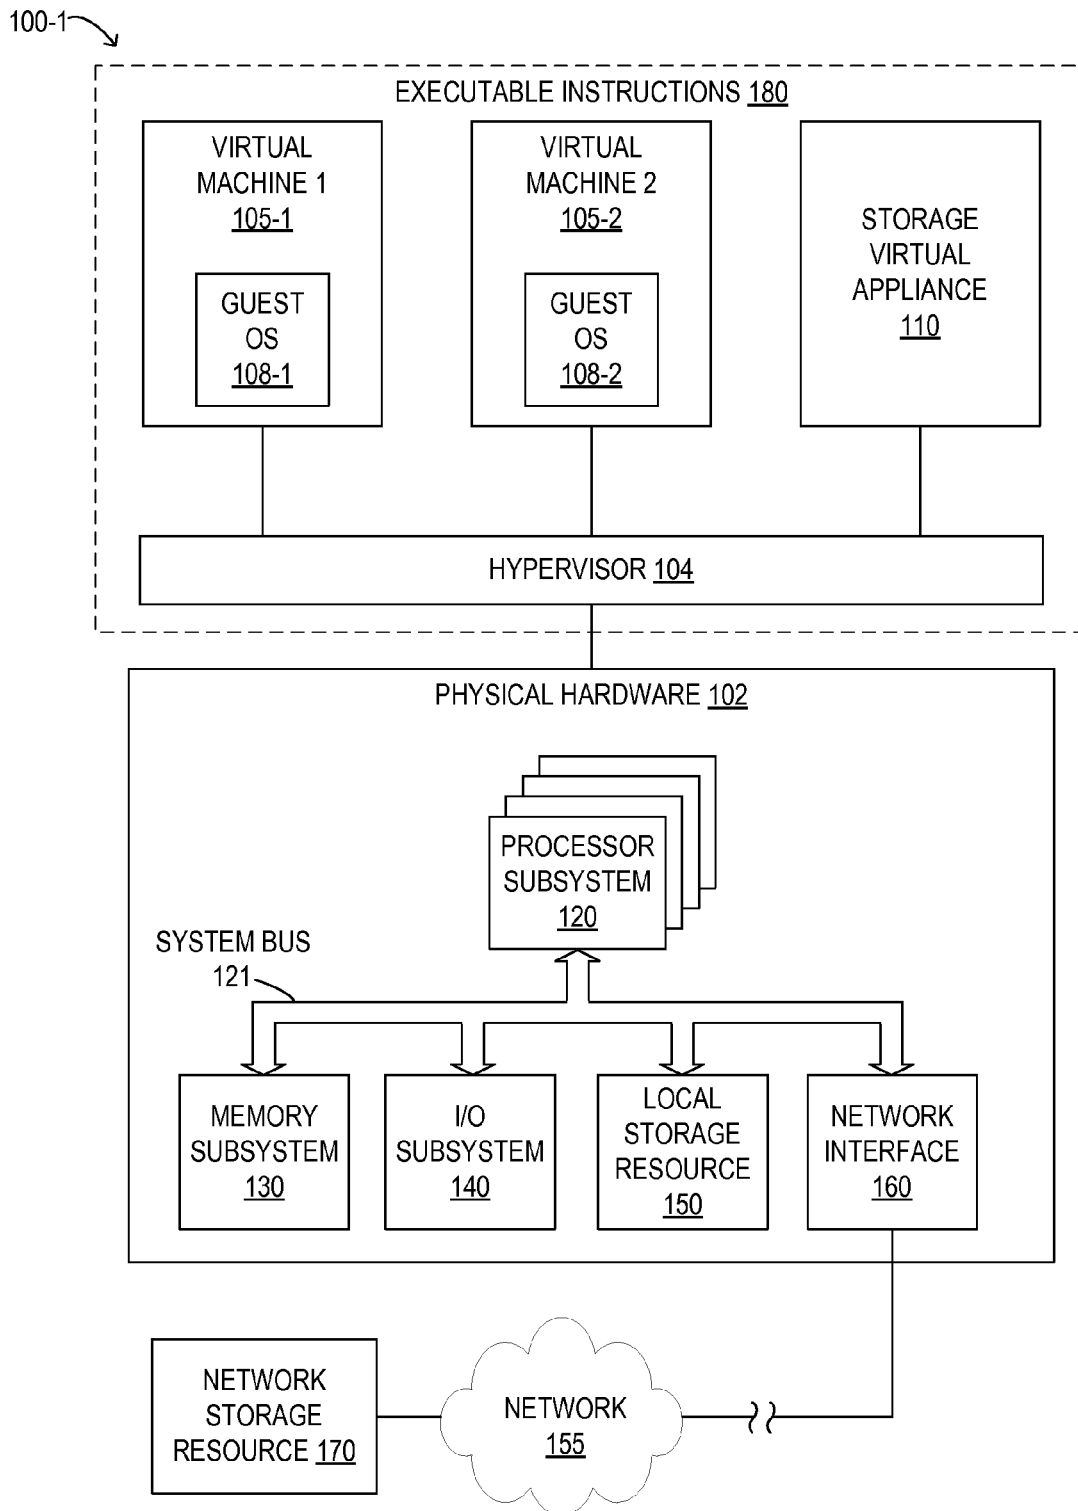 100-1
EXECUTABLE INSTRUCTIONS 180
VIRTUAL
MACHINE 1
105-1
GUEST
OS
108-1
VIRTUAL
MACHINE 2
105-2
GUEST
OS
108-2
STORAGE
VIRTUAL
APPLIANCE
110
HYPERVISOR 104
PHYSICAL HARDWARE 102
PROCESSOR
SUBSYSTEM
120
SYSTEM BUS
121
MEMORY
SUBSYSTEM
130
I/O
SUBSYSTEM
140
LOCAL
STORAGE
RESOURCE
150
NETWORK
INTERFACE
160
NETWORK
STORAGE
RESOURCE 170
NETWORK
155